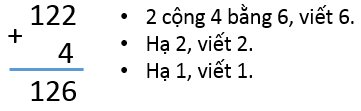 122
+
4
126
• 2 cộng 4 bằng 6, viết 6.
• Hạ 2, viết 2.
• Hạ 1, viết 1.